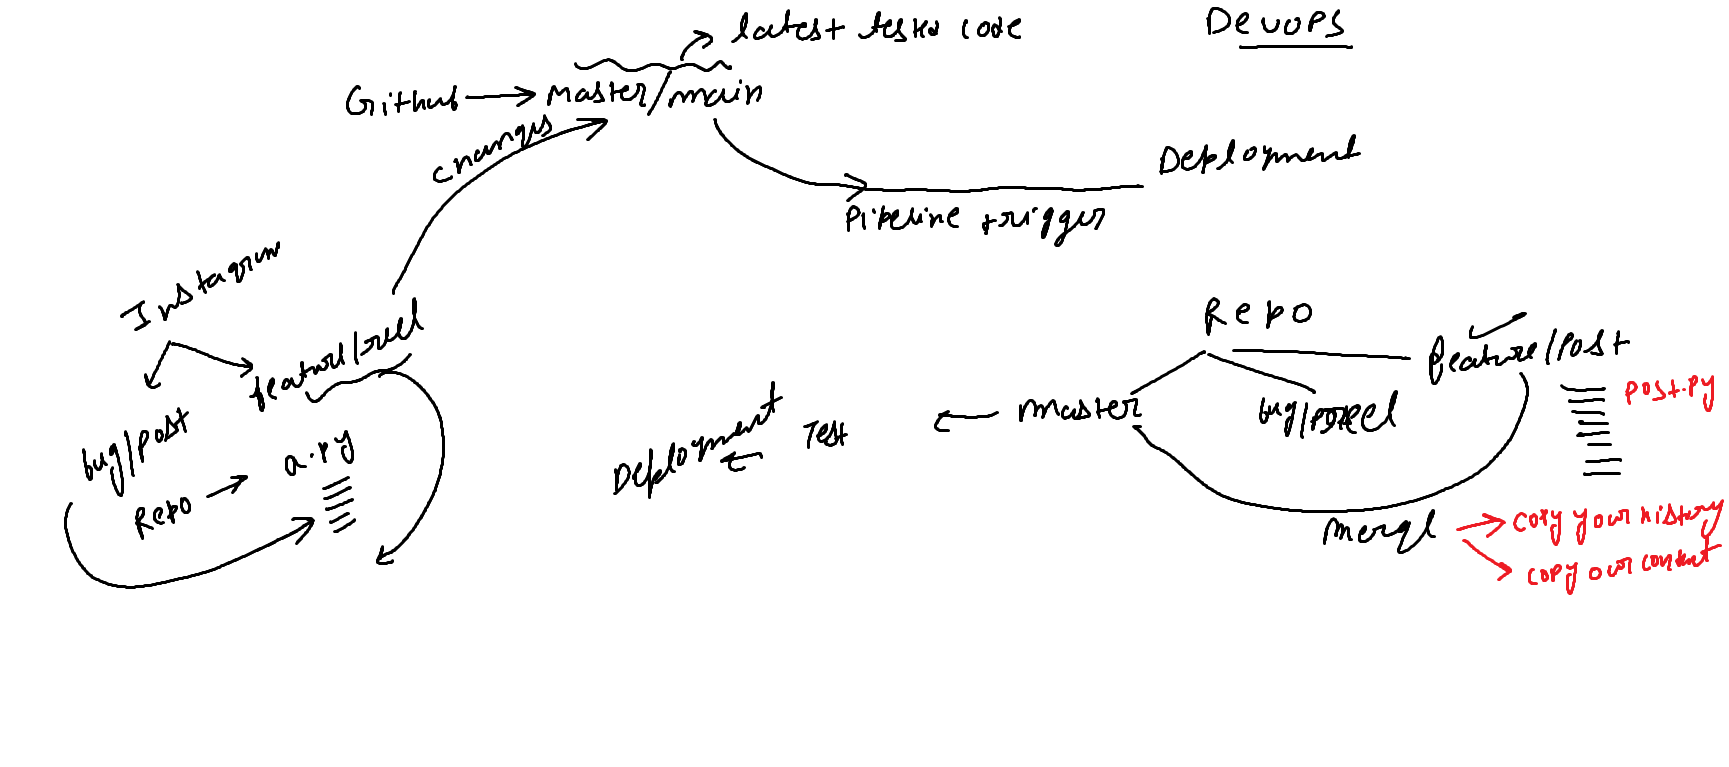 latest tested code
DevOPS
Github
Master/main
changes
Deployment
Pipeline trigger
Instagram
feature/reel
bug/post
a.py
Repo
Repo
feature/post
post.py
master
bug/reel
Test
Deployment
merge
copy your history
copy our content